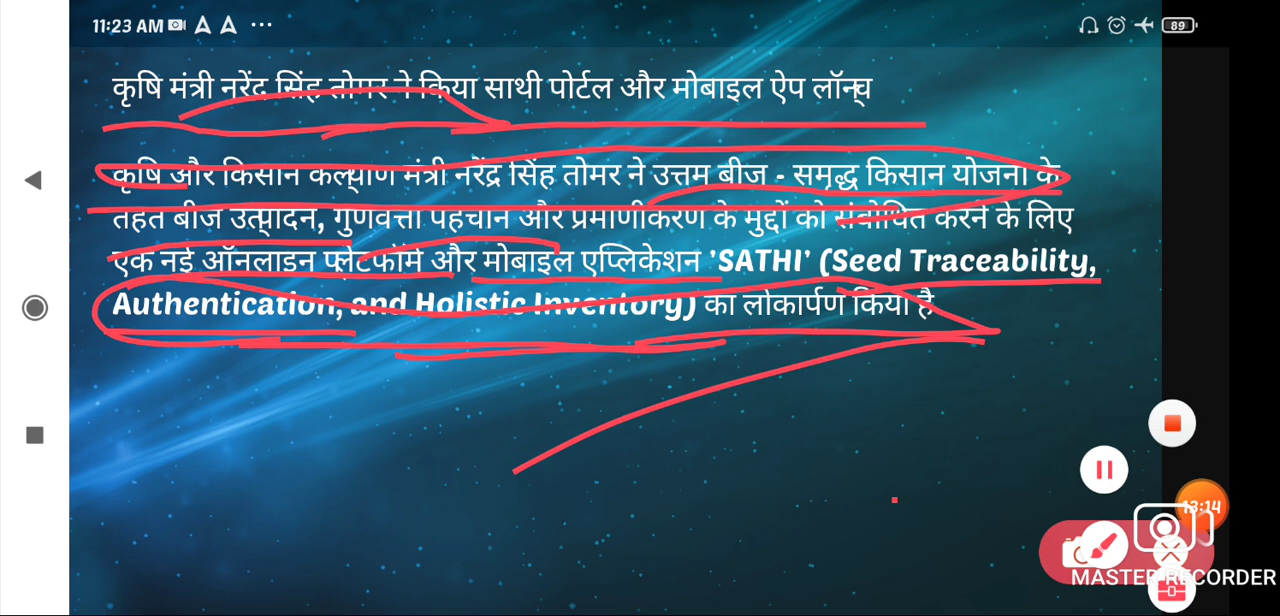 11:23 AM
89
कृषि मंत्री नरेंद्र सिंह तोमर ने किया साथी पोर्टल और मोबाइल ऐप लॉन्च
कृषि और किसान कल्याण मंत्री नरेंद्र सिंह तोमर ने उत्तम बीज - समृद्ध किसान योजना के
तहत बीज उत्पादन, गुणवत्ता पहचान और प्रमाणीकरण के मुद्दों को संबोधित करने के लिए
एक नई ऑनलाइन प्लेटफॉर्म और मोबाइल एप्लिकेशन 'SATHI' (Seed Traceability,
Authentication, and Holistic Inventory) का लोकार्पण किया है
13:14
MASTER RECORDER